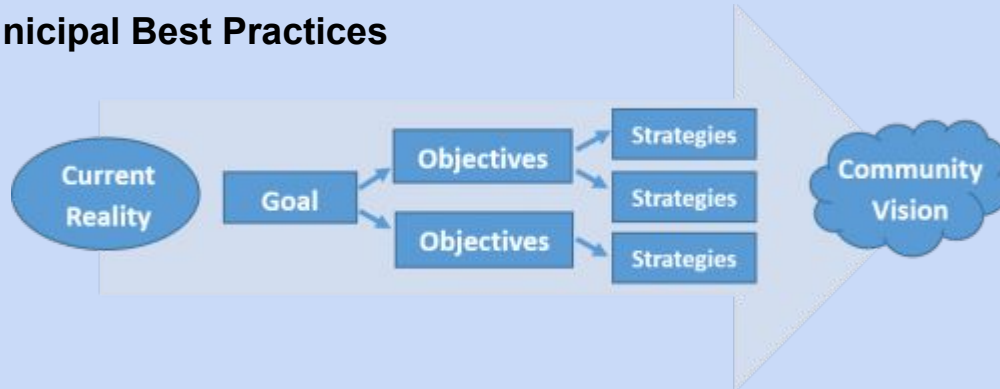 nicipal Best Practices
Current
Reality
Goal
Objectives
Objectives
Strategies
Strategies
Strategies
Community
Vision